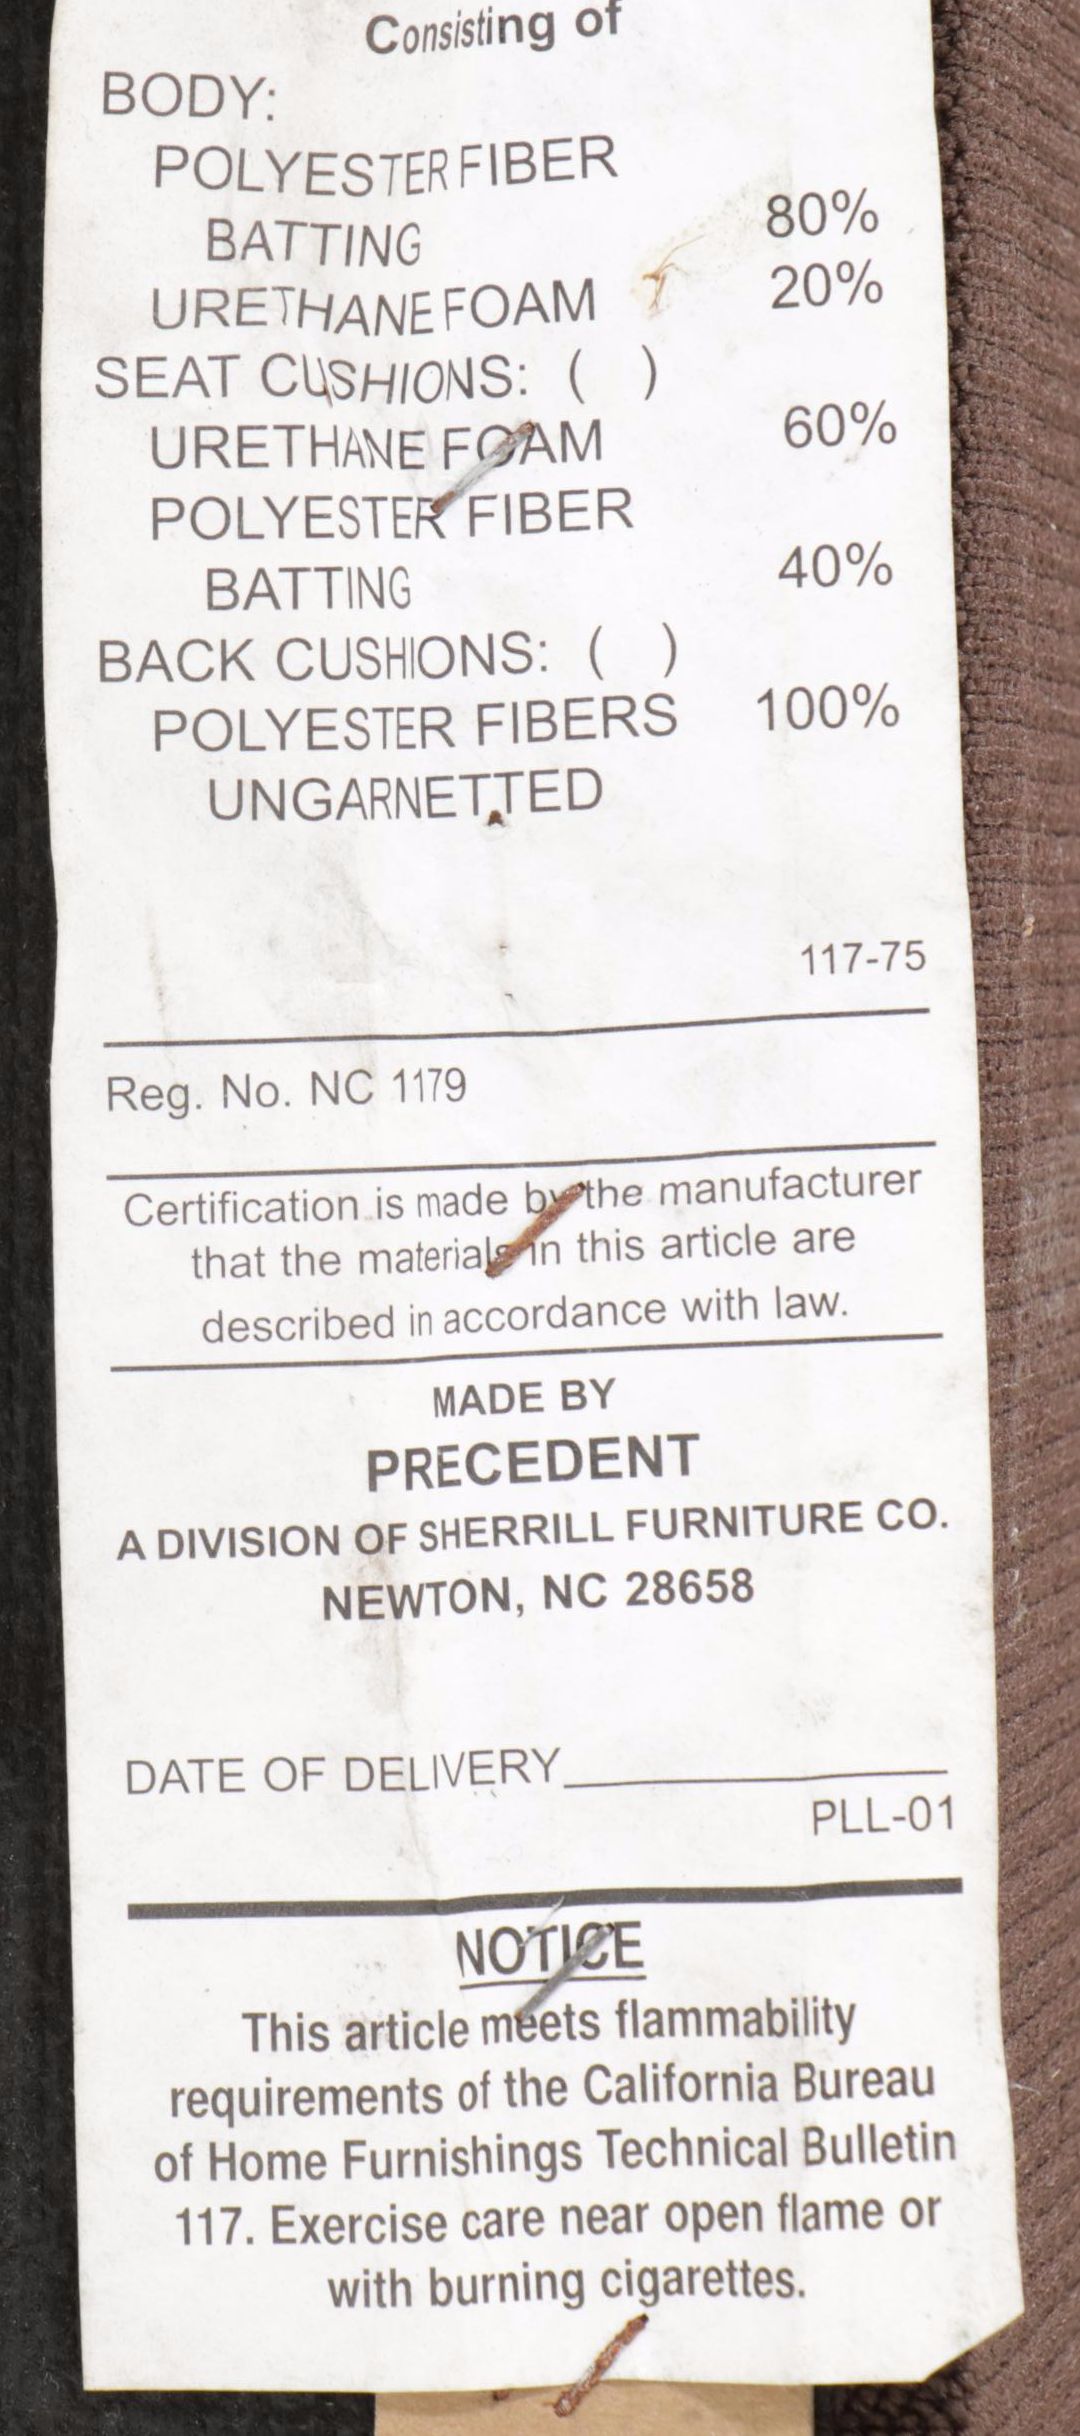 Consisting of
BODY:
POLYESTER FIBER
BATTING 80%
URETHANE FOAM 20%
SEAT CUSHIONS: ( )
URETHANE FOAM 60%
POLYESTER FIBER
BATTING 40%
BACK CUSHIONS: ( )
POLYESTER FIBERS 100%
UNGARNETTED
117-75
Reg. No. NC 1179
Certification is made by the manufacturer
that the materials in this article are
described in accordance with law.
MADE BY
PRECEDENT
A DIVISION OF SHERRILL FURNITURE CO.
NEWTON, NC 28658
DATE OF DELIVERY
PLL-01
NOTICE
This article meets flammability
requirements of the California Bureau
of Home Furnishings Technical Bulletin
117. Exercise care near open flame or
with burning cigarettes.